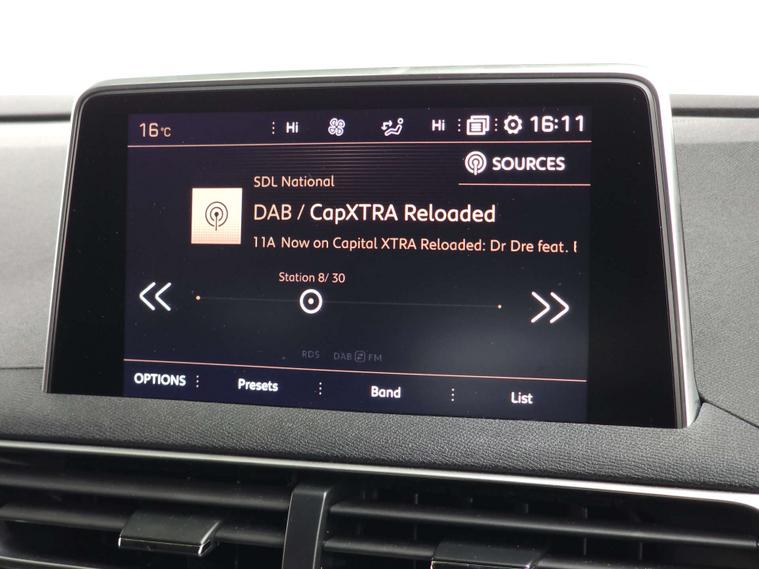 16°C Hi Hi 16:11
SOURCES
SDL National
DAB / CapXTRA Reloaded
11A Now on Capital XTRA Reloaded: Dr Dre feat.
Station 8/ 30
RDS DAB FM
OPTIONS Presets Band List